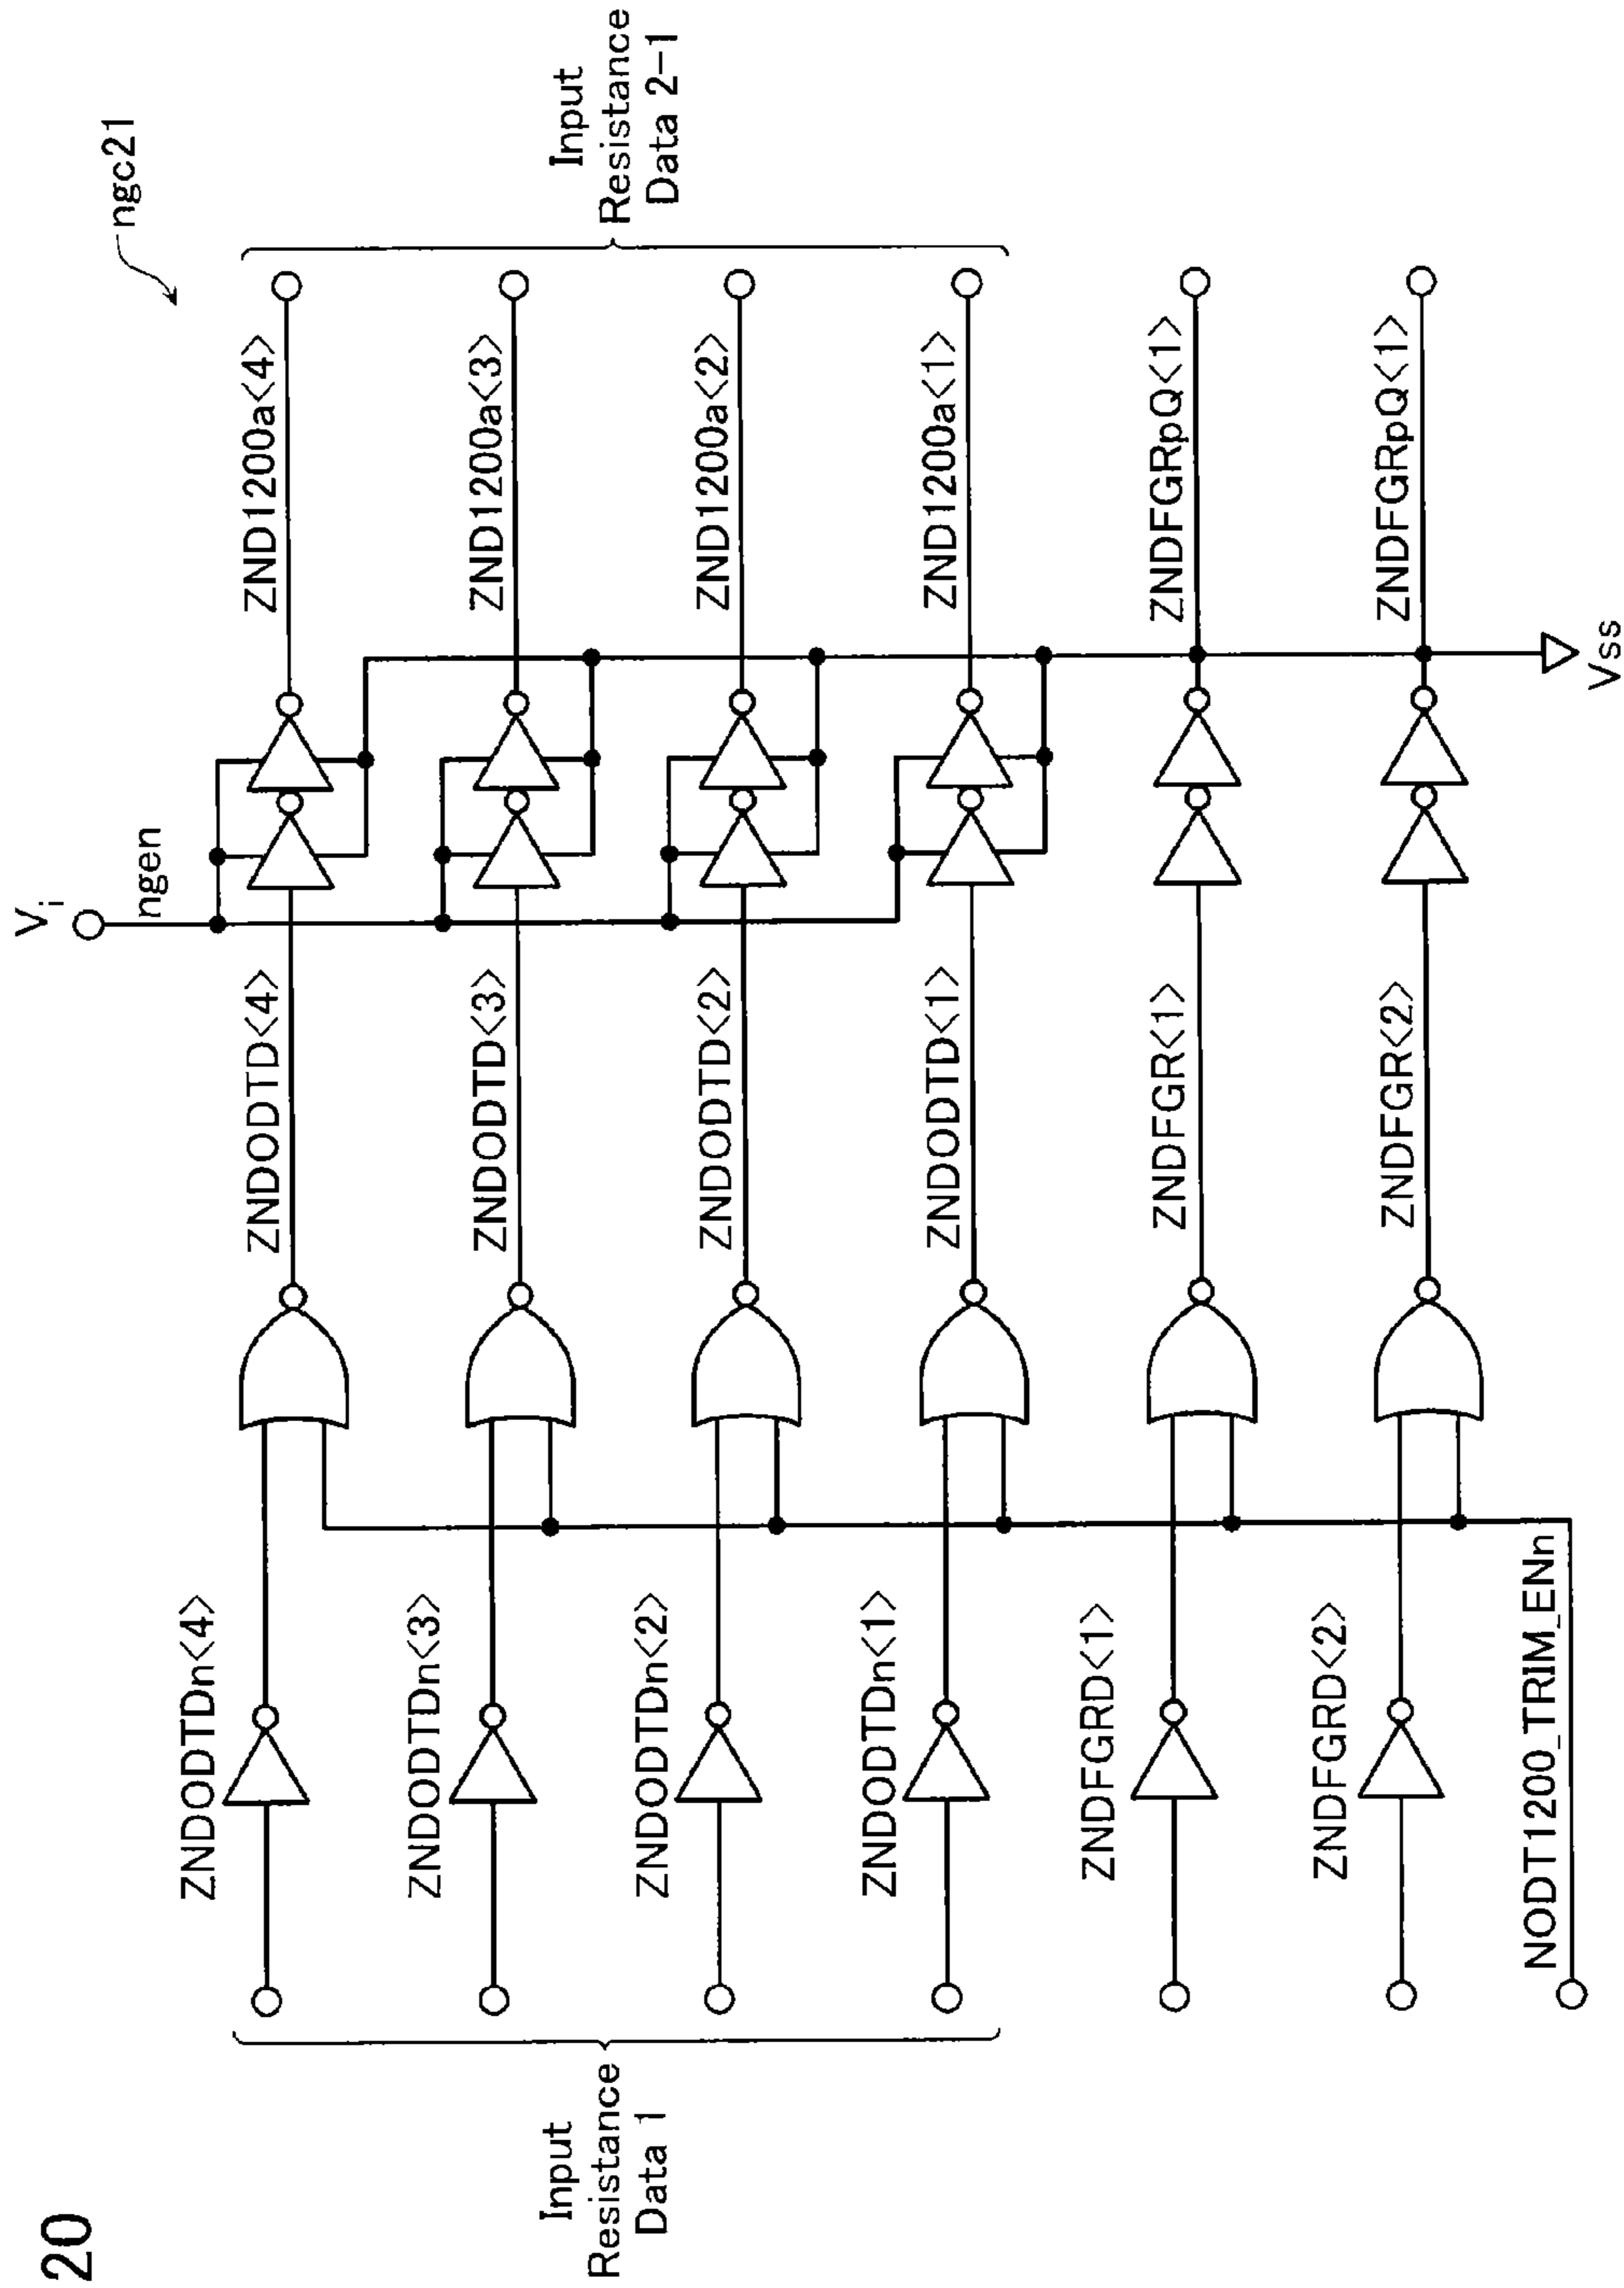 20
ngc21
Vi
ngen
Input
Resistance
Data 1
ZNDODTDn<4>
ZNDODTD<4>
ZND1200a<4>
ZNDODTDn<3>
ZNDODTD<3>
ZND1200a<3>
ZNDODTDn<2>
ZNDODTD<2>
ZND1200a<2>
ZNDODTDn<1>
ZNDODTD<1>
ZND1200a<1>
Input
Resistance
Data 2-1
ZNDFGRD<1>
ZNDFGR<1>
ZNDFGRpQ<1>
ZNDFGRD<2>
ZNDFGR<2>
ZNDFGRpQ<1>
NODT1200_TRIM_ENn
Vss